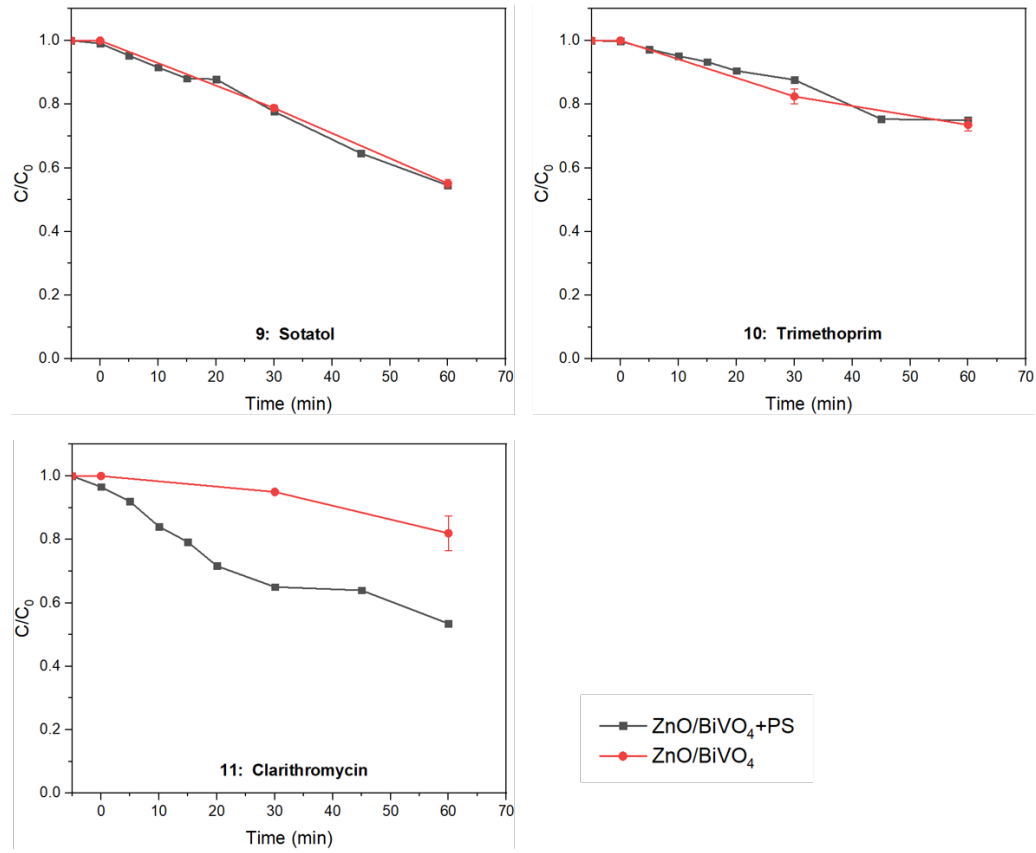 1.0
0.8
0.6
0.4
0.2
0.0
C/C0
0 10 20 30 40 50 60 70
Time (min)
9: Sotatol
1.0
0.8
0.6
0.4
0.2
0.0
C/C0
0 10 20 30 40 50 60 70
Time (min)
10: Trimethoprim
1.0
0.8
0.6
0.4
0.2
0.0
C/C0
0 10 20 30 40 50 60 70
Time (min)
11: Clarithromycin
ZnO/BiVO4+PS
ZnO/BiVO4